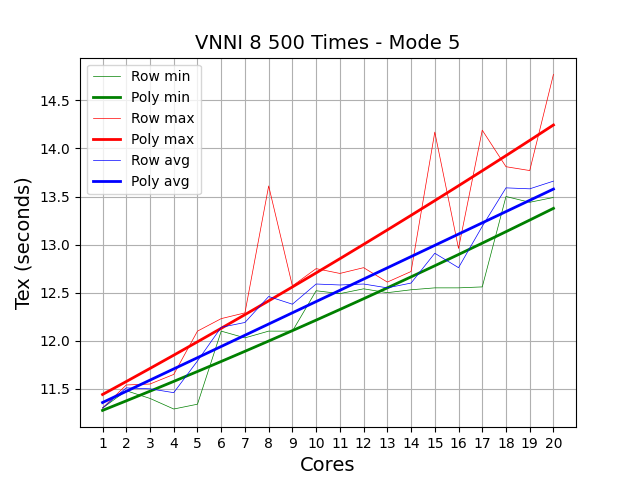 VNNI 8 500 Times - Mode 5
Row min
Poly min
Row max
Poly max
Row avg
Poly avg
Tex (seconds)
14.5
14.0
13.5
13.0
12.5
12.0
11.5
1 2 3 4 5 6 7 8 9 10 11 12 13 14 15 16 17 18 19 20
Cores